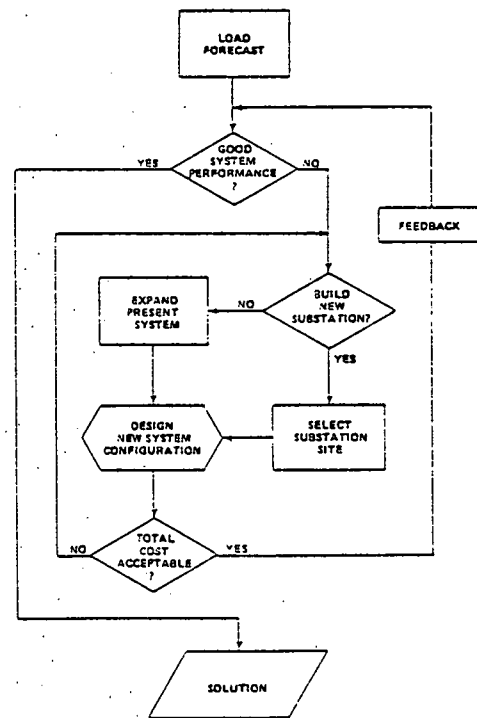 LOAD
FORECAST
GOOD
SYSTEM
PERFORMANCE
?
YES
NO
FEEDBACK
BUILD
NEW
SUBSTATION?
NO
YES
EXPAND
PRESENT
SYSTEM
DESIGN
NEW SYSTEM
CONFIGURATION
SELECT
SUBSTATION
SITE
TOTAL
COST
ACCEPTABLE
?
NO
YES
SOLUTION